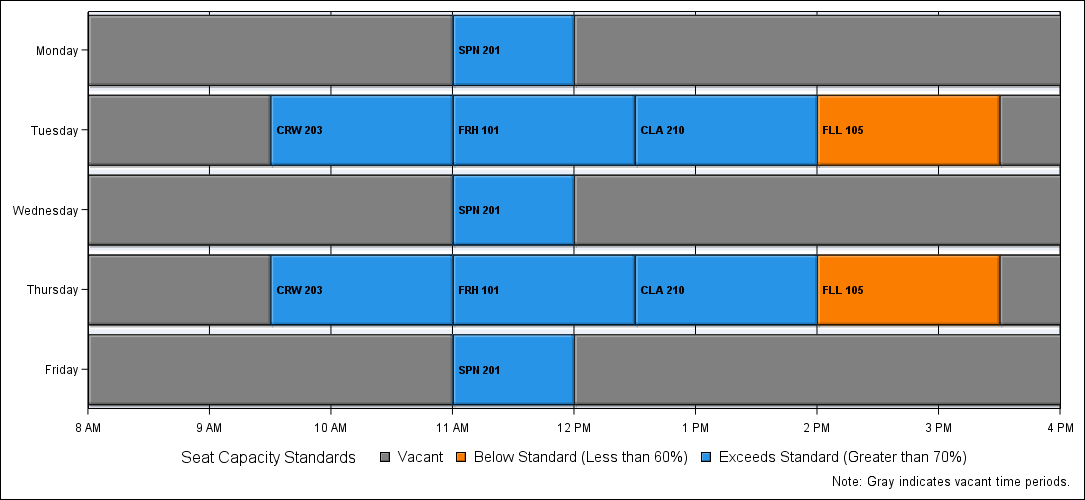 Monday
SPN 201
Tuesday
CRW 203
FRH 101
CLA 210
FLL 105
Wednesday
SPN 201
Thursday
CRW 203
FRH 101
CLA 210
FLL 105
Friday
SPN 201
8 AM 9 AM 10 AM 11 AM 12 PM 1 PM 2 PM 3 PM 4 PM
Seat Capacity Standards Vacant Below Standard (Less than 60%) Exceeds Standard (Greater than 70%)
Note: Gray indicates vacant time periods.